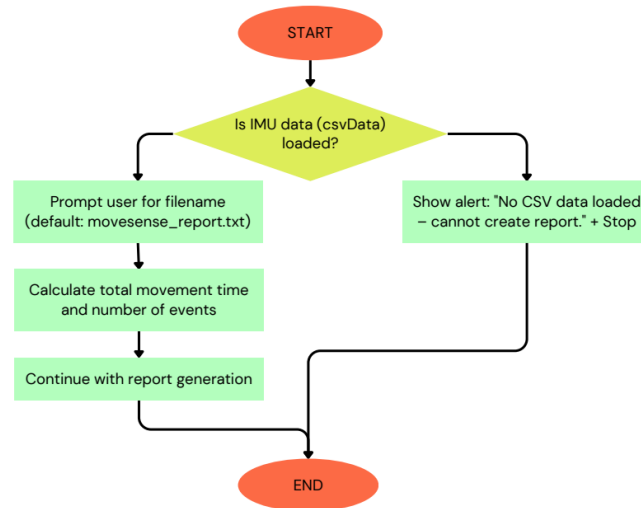 START
Is IMU data (csvData)
loaded?
Prompt user for filename
(default: movesense_report.txt)
Show alert: "No CSV data loaded
– cannot create report." + Stop
Calculate total movement time
and number of events
Continue with report generation
END